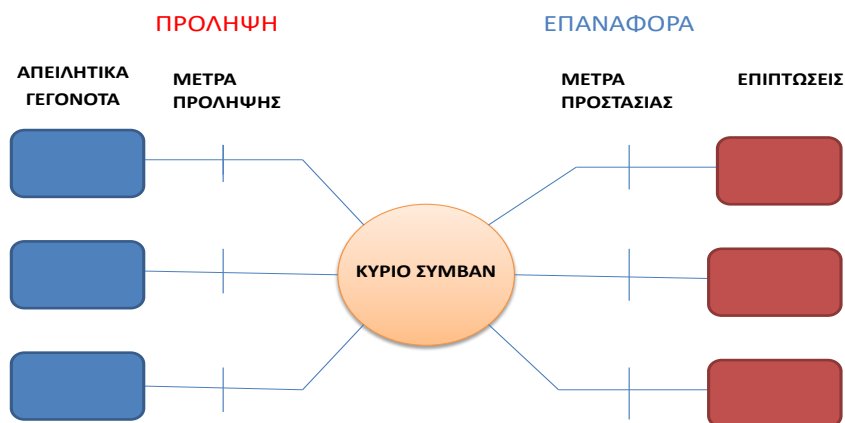 ΠΡΟΛΗΨΗ
ΕΠΑΝΑΦΟΡΑ
ΑΠΕΙΛΗΤΙΚΑ
ΓΕΓΟΝΟΤΑ
ΜΕΤΡΑ
ΠΡΟΛΗΨΗΣ
ΜΕΤΡΑ
ΠΡΟΣΤΑΣΙΑΣ
ΕΠΙΠΤΩΣΕΙΣ
ΚΥΡΙΟ ΣΥΜΒΑΝ